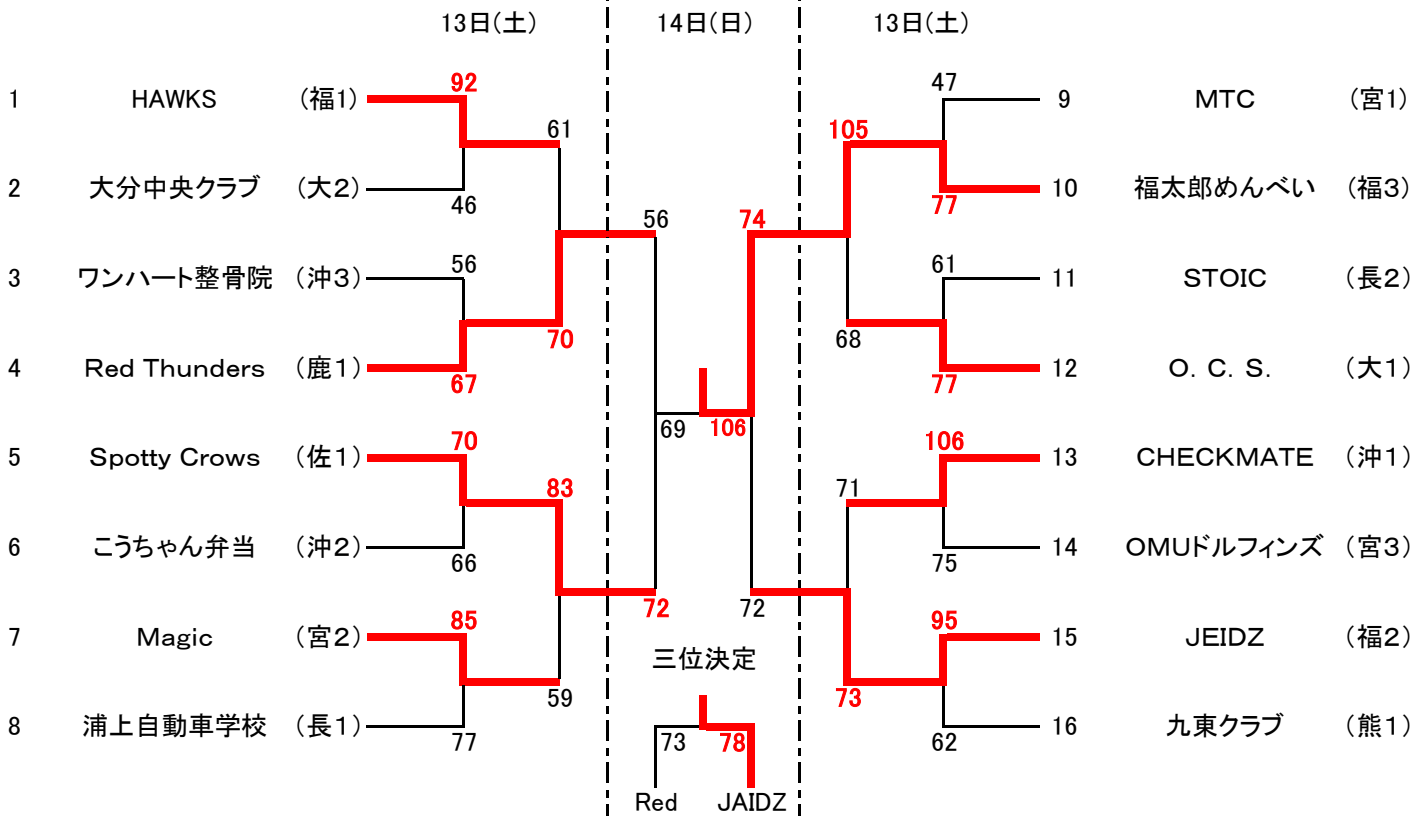 13日(土) 14日(日) 13日(土)
92 47
1 HAWKS (福1) 9 MTC (宮1)
61 105
2 大分中央クラブ (大2) 10 福太郎めんべい (福3)
46 77
56 74
56 61
3 ワンハート整骨院 (沖3) 11 STOIC (長2)
70 68
4 Red Thunders (鹿1) 12 O. C. S. (大1)
67 77
69 106
70 106
5 Spotty Crows (佐1) 13 CHECKMATE (沖1)
83 71
6 こうちゃん弁当 (沖2) 14 OMUドルフィンズ (宮3)
66 75
72 72
85 95
7 Magic (宮2) 15 JEIDZ (福2)
三位決定
59 73
8 浦上自動車学校 (長1) 16 九東クラブ (熊1)
77 73 78 62
Red JAIDZ